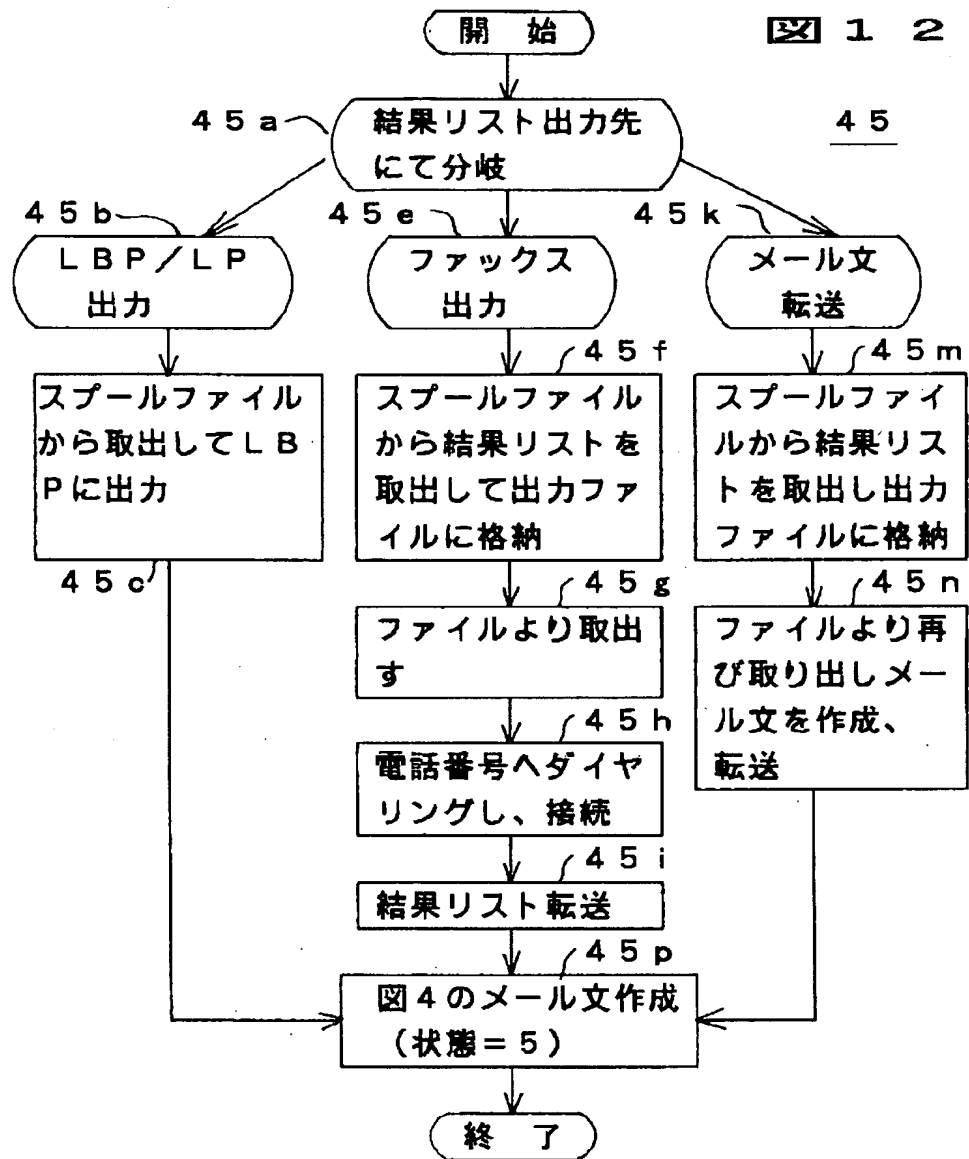 図１２
開　始
４５ａ
結果リスト出力先
にて分岐
４５
４５ｂ
ＬＢＰ／ＬＰ
出力
４５ｅ
ファックス
出力
４５ｋ
メール文
転送
スプールファイル
から取出してＬＢ
Ｐに出力
４５ｃ
４５ｆ
スプールファイル
から結果リストを
取出して出力ファ
イルに格納
４５ｇ
ファイルより取出
す
４５ｈ
電話番号へダイヤ
リングし、接続
４５ｉ
結果リスト転送
４５ｍ
スプールファイ
ルから結果リス
トを取出し出力
ファイルに格納
４５ｎ
ファイルより再
び取り出しメー
ル文を作成、
転送
４５ｐ
図４のメール文作成
（状態＝５）
終　了